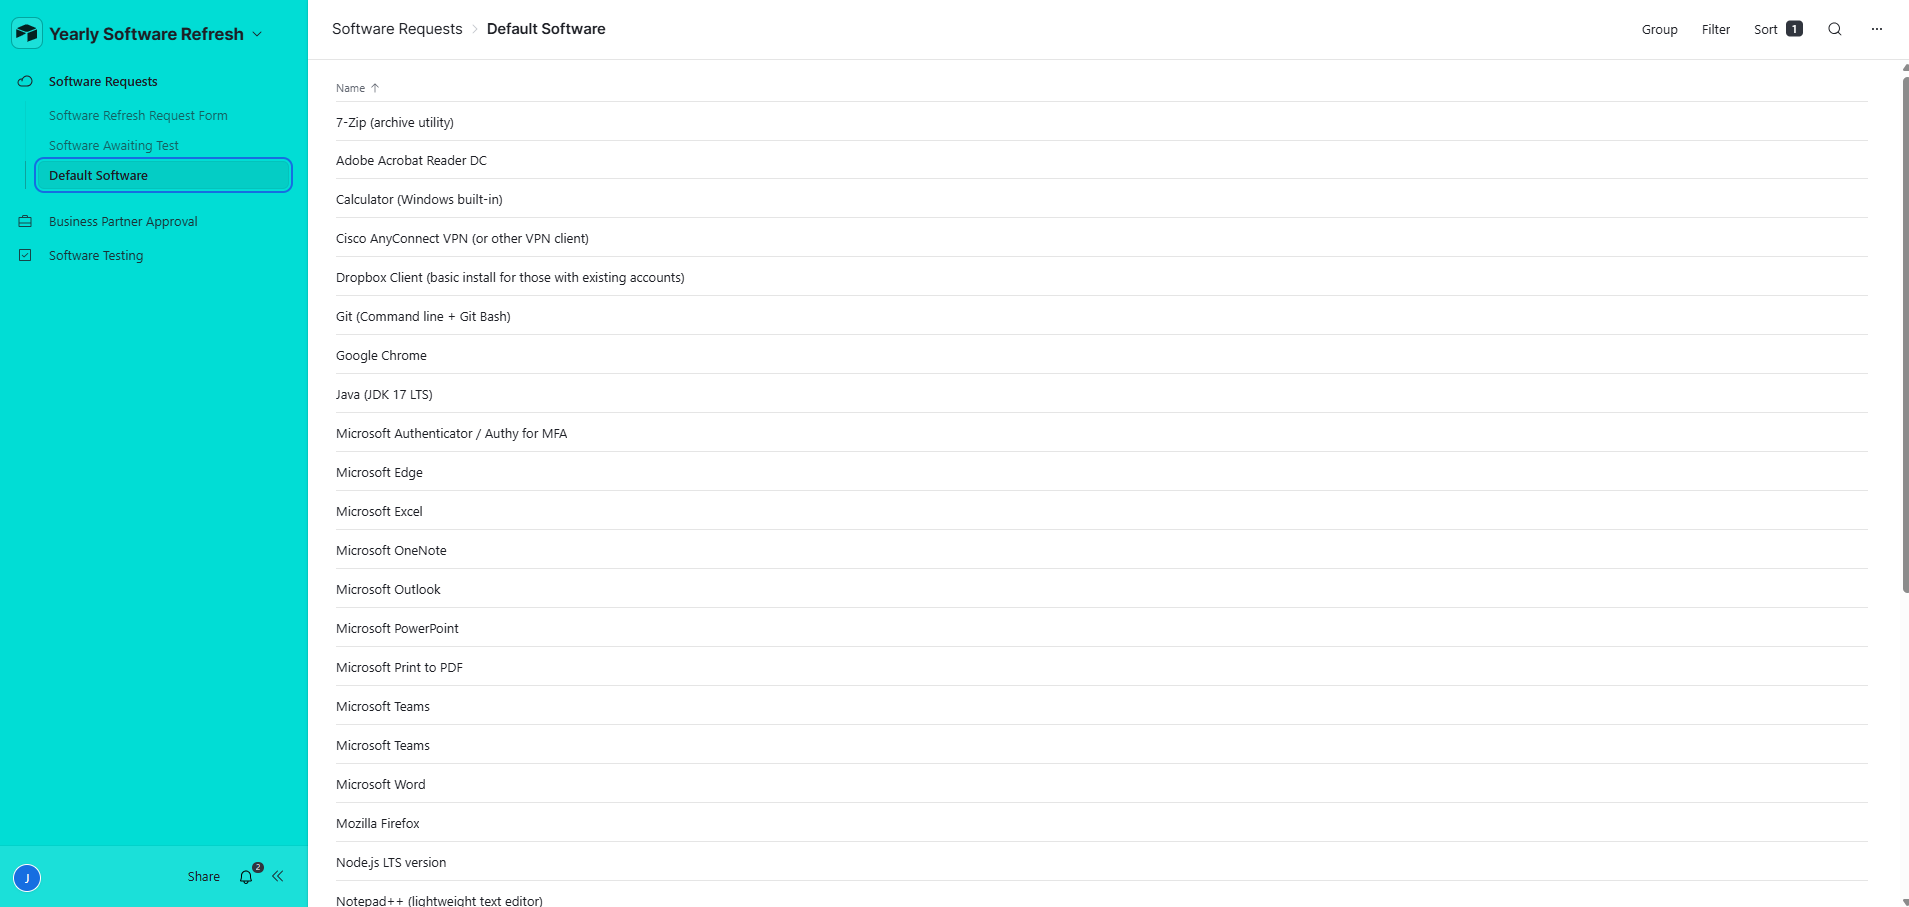 Yearly Software Refresh
Software Requests
Software Refresh Request Form
Software Awaiting Test
Default Software
Business Partner Approval
Software Testing
J
Share
2
Software Requests
Default Software
Group
Filter
Sort 1
Name
7-Zip (archive utility)
Adobe Acrobat Reader DC
Calculator (Windows built-in)
Cisco AnyConnect VPN (or other VPN client)
Dropbox Client (basic install for those with existing accounts)
Git (Command line + Git Bash)
Google Chrome
Java (JDK 17 LTS)
Microsoft Authenticator / Authy for MFA
Microsoft Edge
Microsoft Excel
Microsoft OneNote
Microsoft Outlook
Microsoft PowerPoint
Microsoft Print to PDF
Microsoft Teams
Microsoft Teams
Microsoft Word
Mozilla Firefox
Node.js LTS version
Notepad++ (lightweight text editor)